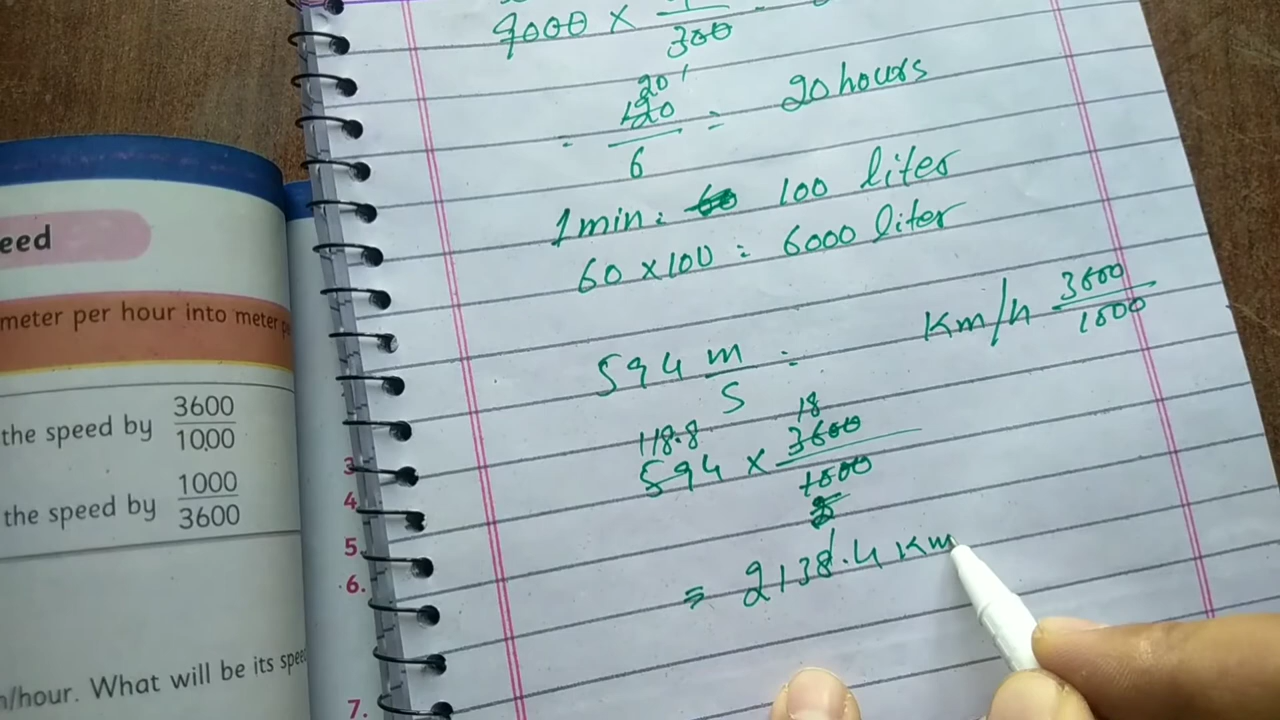 eed
meter per hour into meter
the speed by 3600
1000
the speed by 1000
3600
3
4
5.
6.
n/hour. What will be its spee
7.
9000 ×
300
20
120
6
= 20 hours
1 min = 100 liter
60 × 100 = 6000 liter
594 m =
s
Km/h 3600
1000
118.8 18
594 × 3600
1000
5
= 2138.4 Km